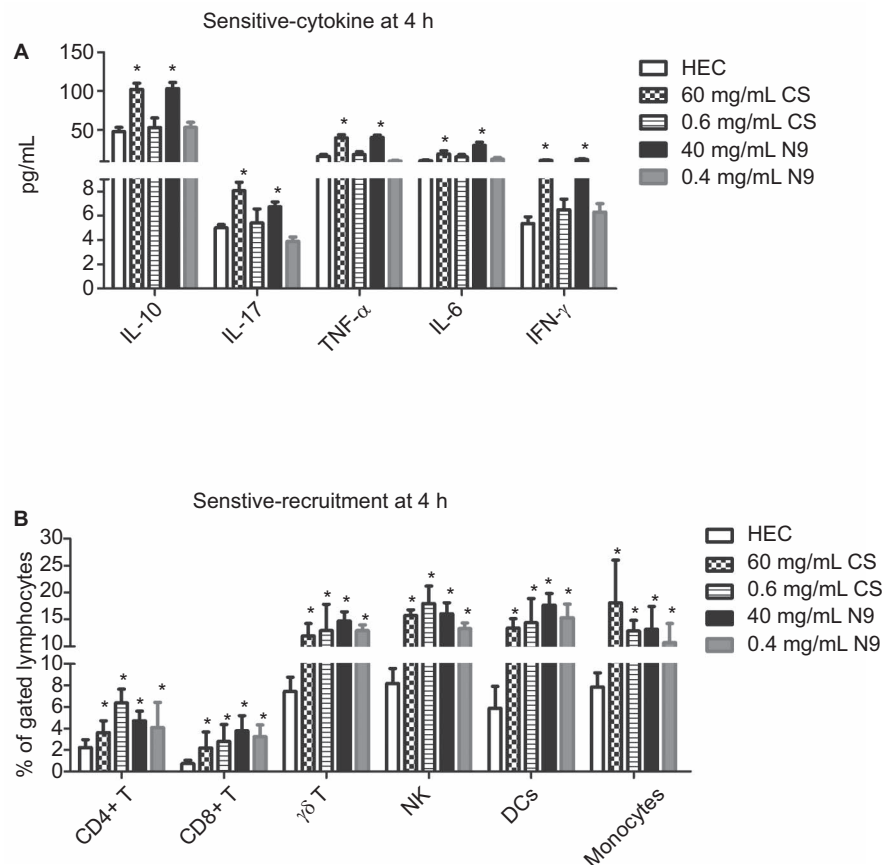 Sensitive-cytokine at 4 h
A
150
100
50
8
6
4
2
0
pg/mL
* * * * * * * * * *
IL-10
IL-17
TNF-α
IL-6
IFN-γ
HEC
60 mg/mL CS
0.6 mg/mL CS
40 mg/mL N9
0.4 mg/mL N9
Senstive-recruitment at 4 h
B
30
25
20
15
10
8
6
4
2
0
% of gated lymphocytes
* * * * * * * * * * * * * * * * * * * * * * * *
CD4+ T
CD8+ T
γδ T
NK
DCs
Monocytes
HEC
60 mg/mL CS
0.6 mg/mL CS
40 mg/mL N9
0.4 mg/mL N9